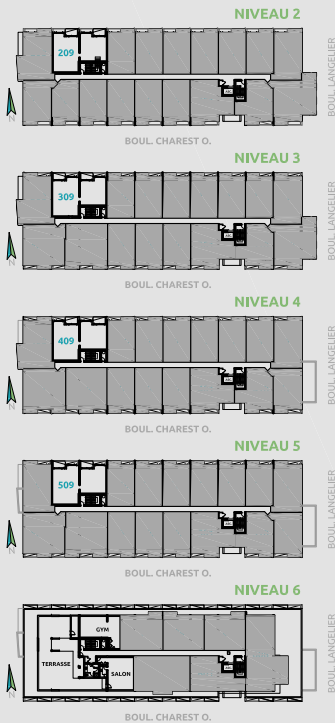 NIVEAU 2
209
BOUL. LANGELIER
N
BOUL. CHAREST O.
NIVEAU 3
309
BOUL. LANGELIER
N
BOUL. CHAREST O.
NIVEAU 4
409
BOUL. LANGELIER
N
BOUL. CHAREST O.
NIVEAU 5
509
BOUL. LANGELIER
N
BOUL. CHAREST O.
NIVEAU 6
GYM
TERRASSE
SALON
BOUL. LANGELIER
N
BOUL. CHAREST O.